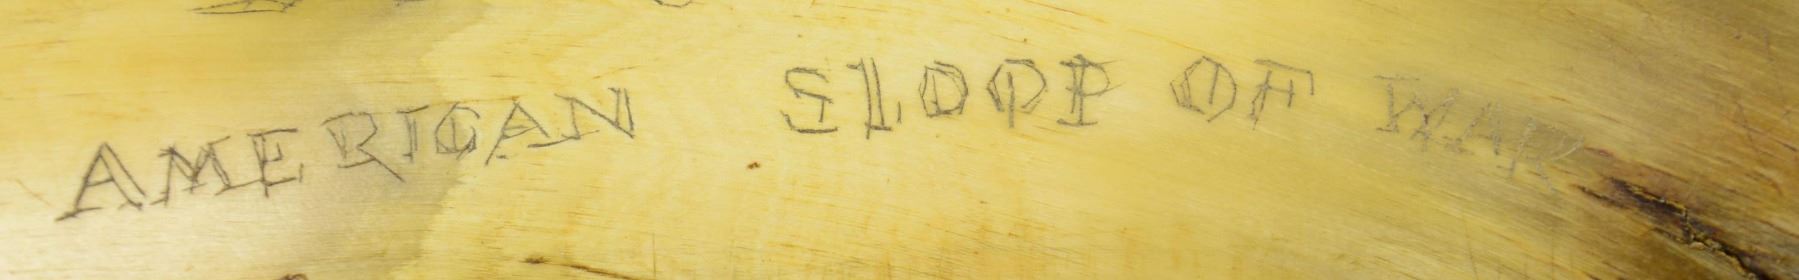 AMERICAN SLOOP OF WAR